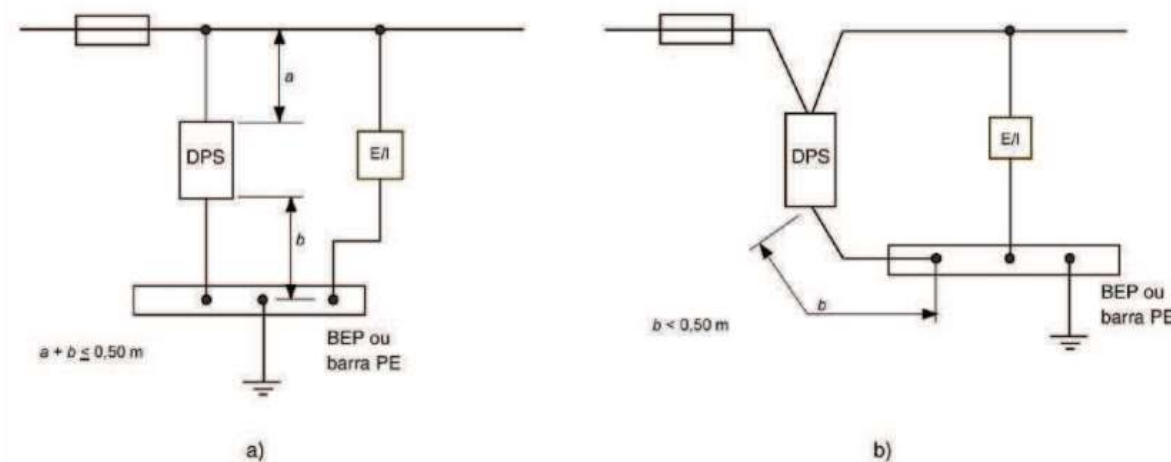 a
DPS
E/I
b
BEP ou
barra PE
a + b ≤ 0,50 m
a)
DPS
E/I
b
b < 0,50 m
BEP ou
barra PE
b)